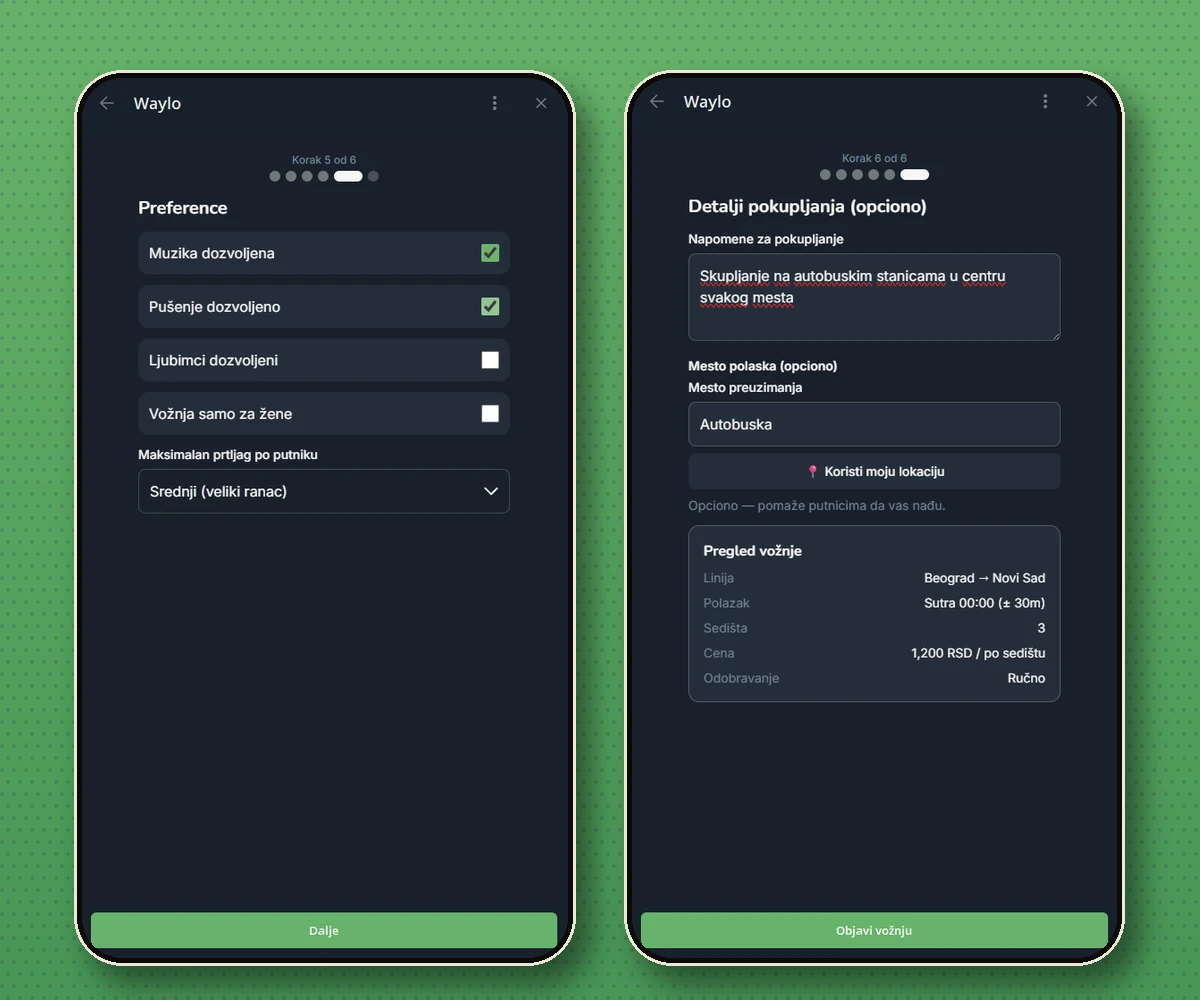 Waylo
Korak 5 od 6
Preference
Muzika dozvoljena
Pušenje dozvoljeno
Ljubimci dozvoljeni
Vožnja samo za žene
Maksimalan prtljag po putniku
Srednji (veliki ranac)
Dalje
Waylo
Korak 6 od 6
Detalji pokupljanja (opciono)
Napomene za pokupljanje
Skupljanje na autobuskim stanicama u centru
svakog mesta
Mesto polaska (opciono)
Mesto preuzimanja
Autobuska
📍 Koristi moju lokaciju
Opciono — pomaže putnicima da vas nađu.
Pregled vožnje
Linija Beograd → Novi Sad
Polazak Sutra 00:00 (± 30m)
Sedišta 3
Cena 1,200 RSD / po sedištu
Odobravanje Ručno
Objavi vožnju